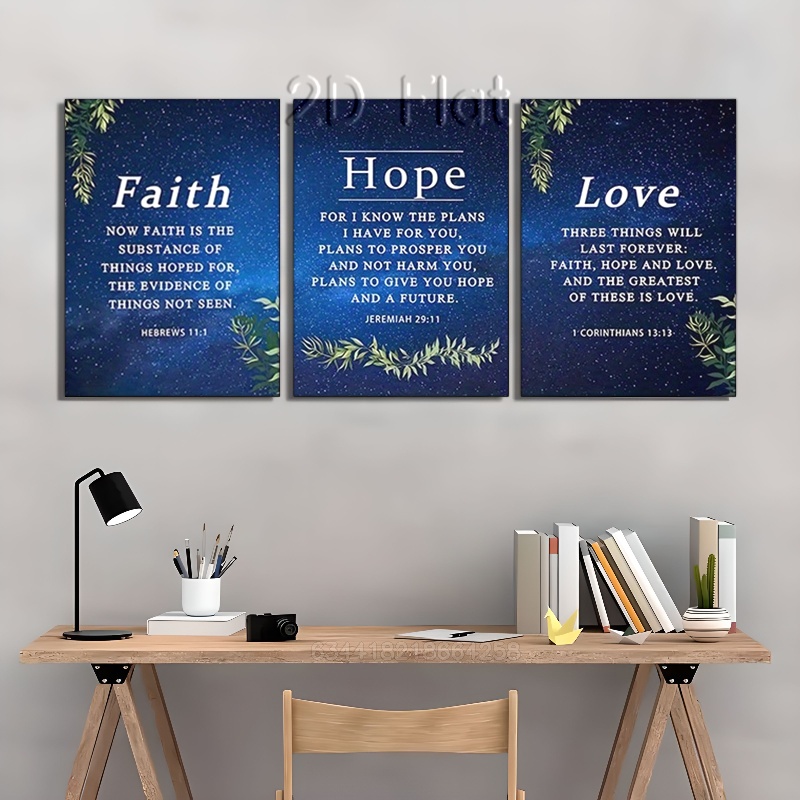 2D Flat
Faith
NOW FAITH IS THE
SUBSTANCE OF
THINGS HOPED FOR,
THE EVIDENCE OF
THINGS NOT SEEN.
HEBREWS 11:1
Hope
FOR I KNOW THE PLANS
I HAVE FOR YOU,
PLANS TO PROSPER YOU
AND NOT HARM YOU,
PLANS TO GIVE YOU HOPE
AND A FUTURE.
JEREMIAH 29:11
Love
THREE THINGS WILL
LAST FOREVER:
FAITH, HOPE AND LOVE,
AND THE GREATEST
OF THESE IS LOVE.
1 CORINTHIANS 13:13
634418218664258